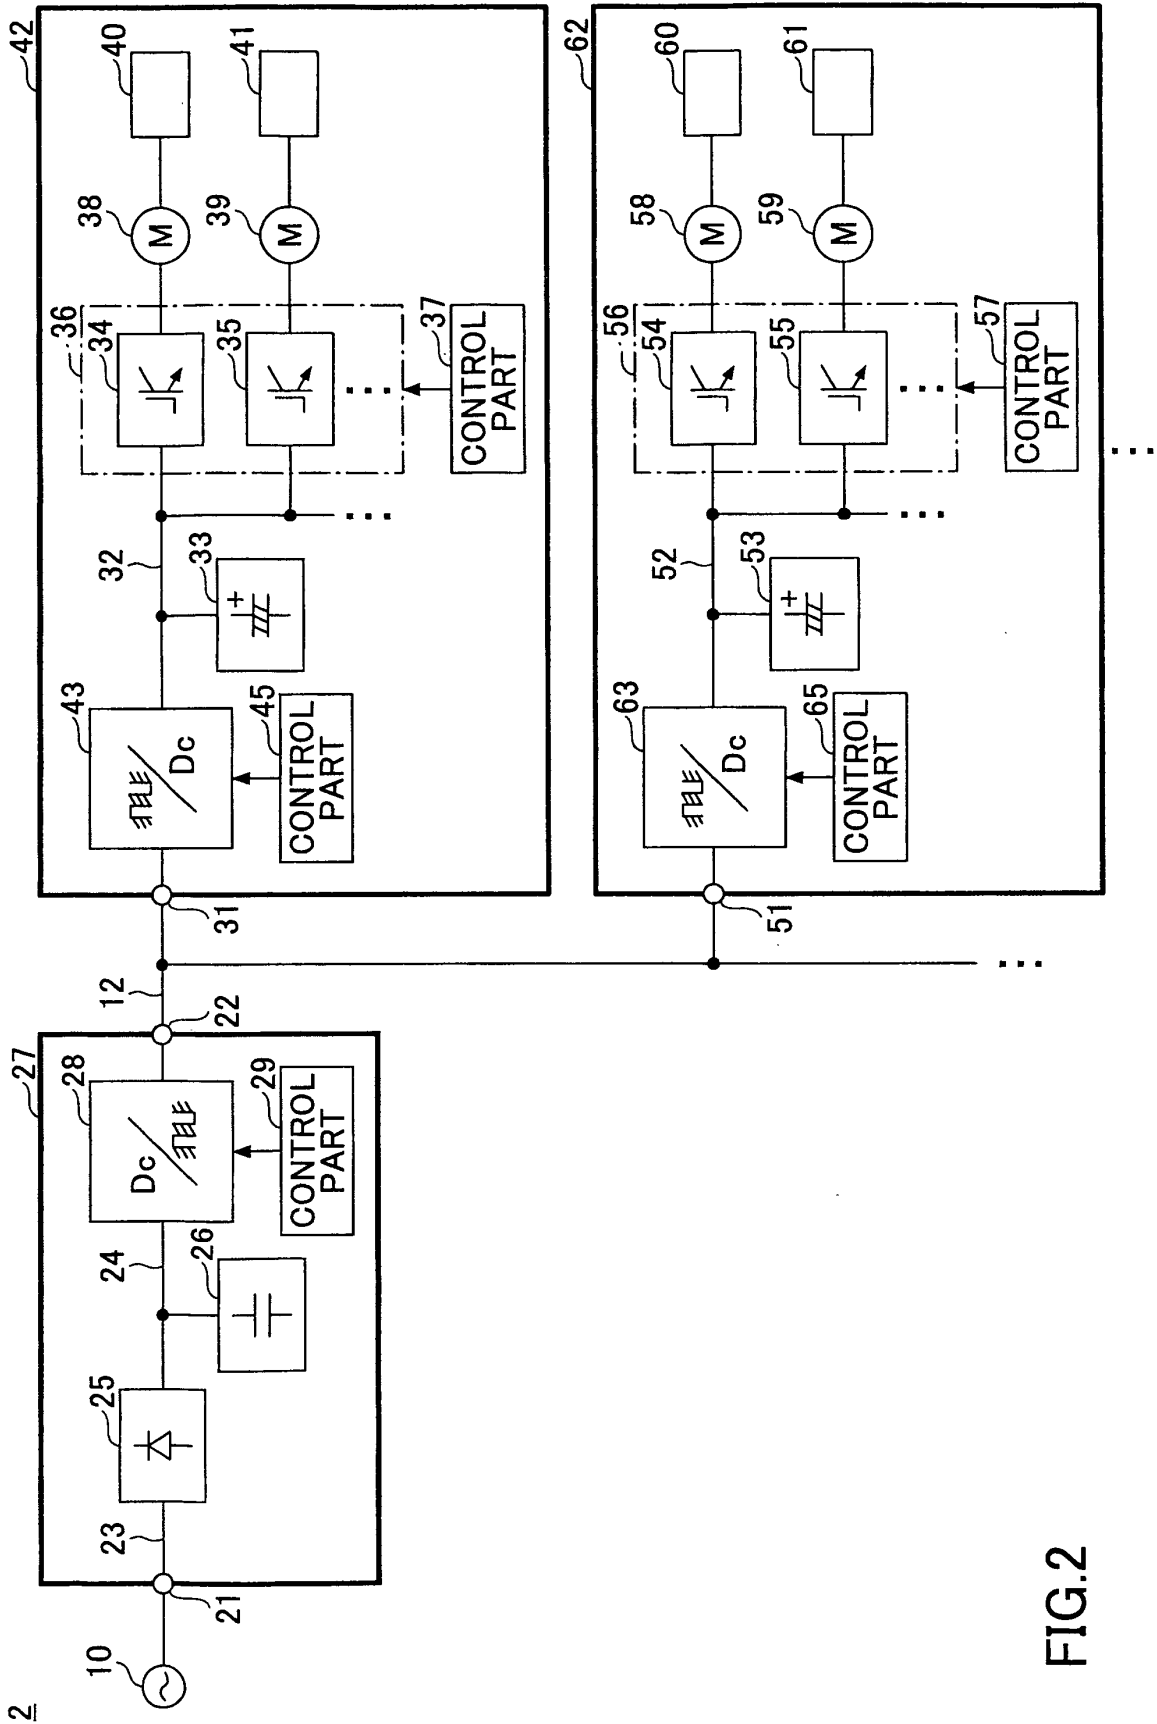 2
10
21
23
25
24
26
27
28
Dc
29
CONTROL
PART
22
12
31
42
43
Dc
45
CONTROL
PART
32
33
+
36
34
35
...
...
37
CONTROL
PART
38
M
39
M
40
41
51
62
63
Dc
65
CONTROL
PART
52
53
+
56
54
55
...
...
57
CONTROL
PART
58
M
59
M
60
61
...
...
FIG.2